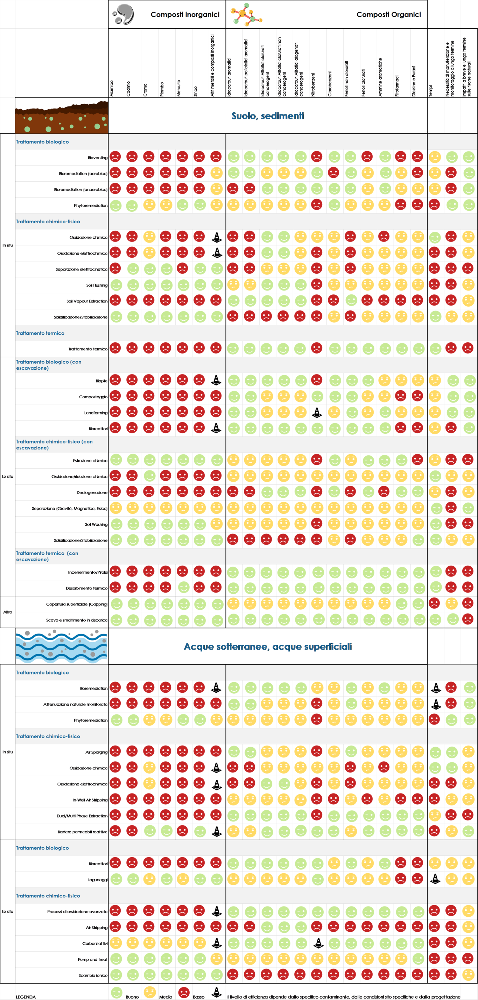 Composti inorganici
Composti Organici
Arsenico
Cadmio
Cromo
Piombo
Mercurio
Zinco
Altri metalli e composti inorganici
Idrocarburi aromatici
Idrocarburi policiclici aromatici
Idrocarburi Alifatici clorurati
cancerogeni
Idrocarburi Alifatici clorurati non
cancerogeni
Idrocarburi Alifatici alogenati
cancerogeni
Nitrobenzeni
Clorobenzeni
Fenoli non clorurati
Fenoli clorurati
Ammine aromatiche
Fitofarmaci
Diossine e Furani
Tempi
Necessità di manutenzione e
monitoraggio a lungo termine
Impatti a breve e lungo termine
sulle risorse naturali
Suolo, sedimenti
In situ
Trattamento biologico
Bioventing
Bioremediation (aerobica)
Bioremediation (anaerobica)
Phytoremediation
Trattamento chimico-fisico
Ossidazione chimica
Ossidazione elettrochimica
Separazione elettrocinetica
Soil Flushing
Soil Vapour Extraction
Solidificazione/Stabilizzazione
Trattamento termico
Trattamento termico
Ex situ
Trattamento biologico (con
escavazione)
Biopile
Compostaggio
Landfarming
Bioreattori
Trattamento chimico-fisico (con
escavazione)
Estrazione chimica
Ossidazione/riduzione chimica
Dealogenazione
Separazione (Gravità, Magnetica, Fisica)
Soil Washing
Solidificazione/Stabilizzazione
Trattamento termico (con
escavazione)
Incenerimento/Pirolisi
Desorbimento termico
Altro
Copertura superficiale (Capping)
Scavo e smaltimento in discarica
Acque sotterranee, acque superficiali
In situ
Trattamento biologico
Bioremediation
Attenuazione naturale monitorata
Phytoremediation
Trattamento chimico-fisico
Air Sparging
Ossidazione chimica
Ossidazione elettrochimica
In-Well Air Stripping
Dual/Multi Phase Extraction
Barriere permeabili reattive
Ex situ
Trattamento biologico
Bioreattori
Lagunaggi
Trattamento chimico-fisico
Processi di ossidazione avanzata
Air Stripping
Carboni attivi
Pump and treat
Scambio ionico
LEGENDA
Buono
Medio
Basso
Il livello di efficienza dipende dallo specifico contaminante, dalle condizioni sito specifiche e dalla progettazione